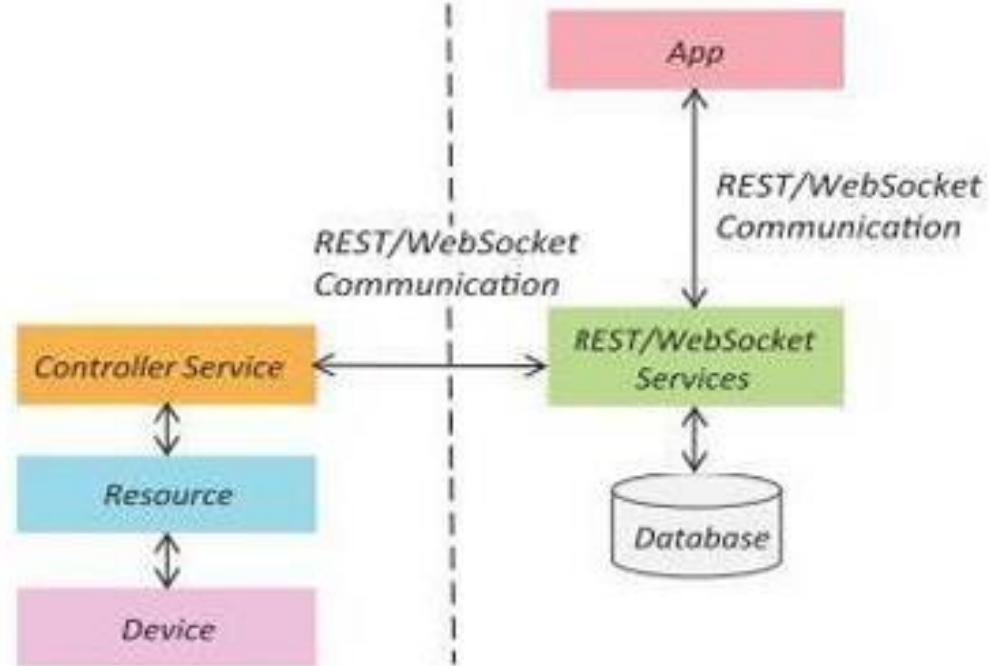 App
REST/WebSocket
Communication
REST/WebSocket
Communication
REST/WebSocket
Services
Controller Service
Resource
Database
Device